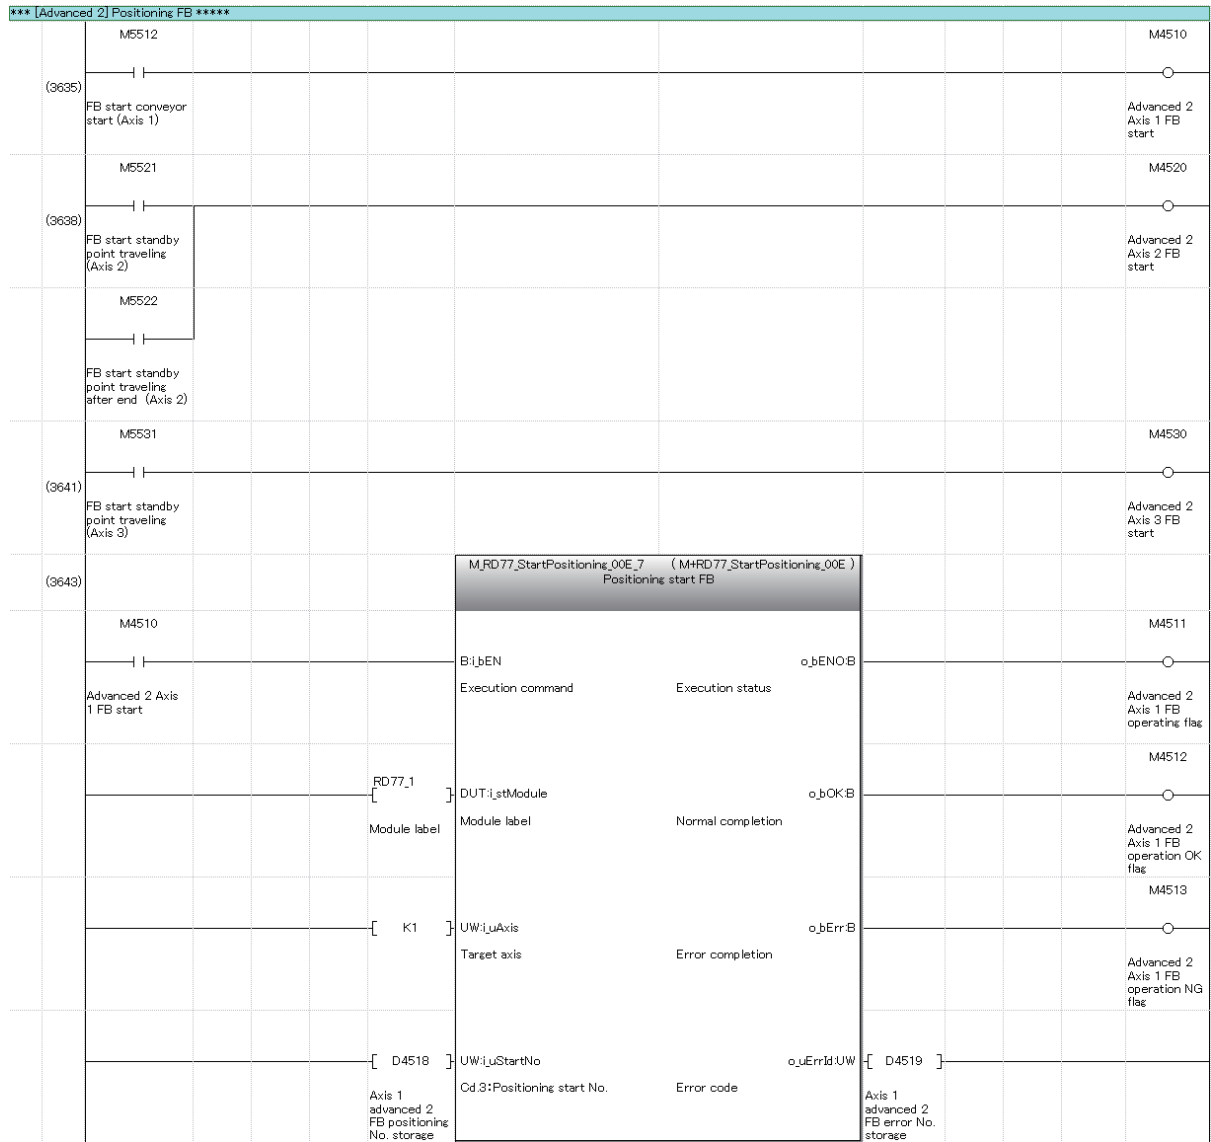 *** [Advanced 2] Positioning FB *****
M5512
M4510
(3635)
FB start conveyor
start (Axis 1)
Advanced 2
Axis 1 FB
start
M5521
M4520
(3638)
FB start standby
point traveling
(Axis 2)
Advanced 2
Axis 2 FB
start
M5522
FB start standby
point traveling
after end (Axis 2)
M5531
M4530
(3641)
FB start standby
point traveling
(Axis 3)
Advanced 2
Axis 3 FB
start
(3643)
M_RD77_StartPositioning_00E_7 ( M+RD77_StartPositioning_00E )
Positioning start FB
M4510
M4511
B:i_bEN
o_bENO:B
Execution command
Execution status
Advanced 2 Axis
1 FB start
Advanced 2
Axis 1 FB
operating flag
M4512
RD77_1
DUT:i_stModule
o_bOK:B
Module label
Module label
Normal completion
Advanced 2
Axis 1 FB
operation OK
flag
M4513
K1
UW:i_uAxis
o_bErr:B
Target axis
Error completion
Advanced 2
Axis 1 FB
operation NG
flag
D4518
UW:i_uStartNo
o_uErrId:UW
D4519
Cd.3:Positioning start No.
Error code
Axis 1
advanced 2
FB positioning
No. storage
Axis 1
advanced 2
FB error No.
storage